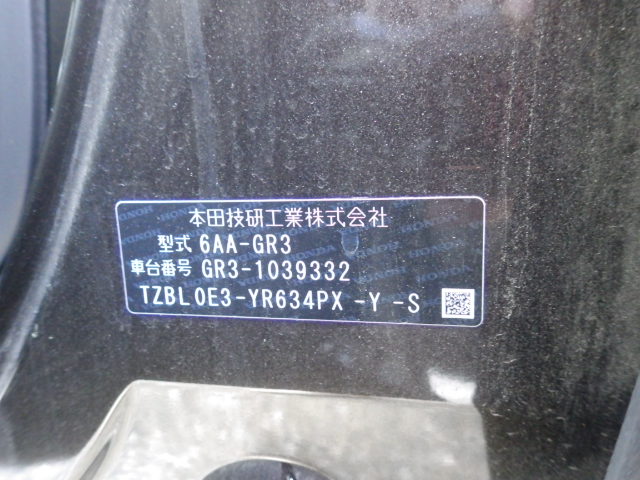 本田技研工業株式会社
型式 6AA-GR3
車台番号 GR3-1039332
TZBL0E3-YR634PX -Y -S